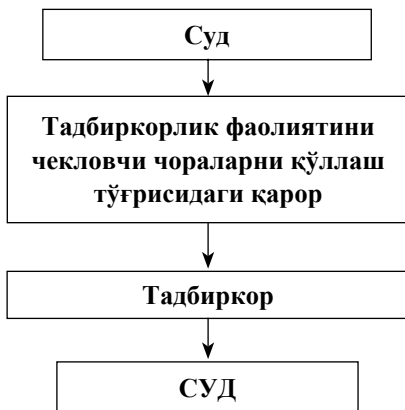 Суд
Тадбиркорлик фаолиятини
чекловчи чораларни қўллаш
тўғрисидаги қарор
Тадбиркор
СУД